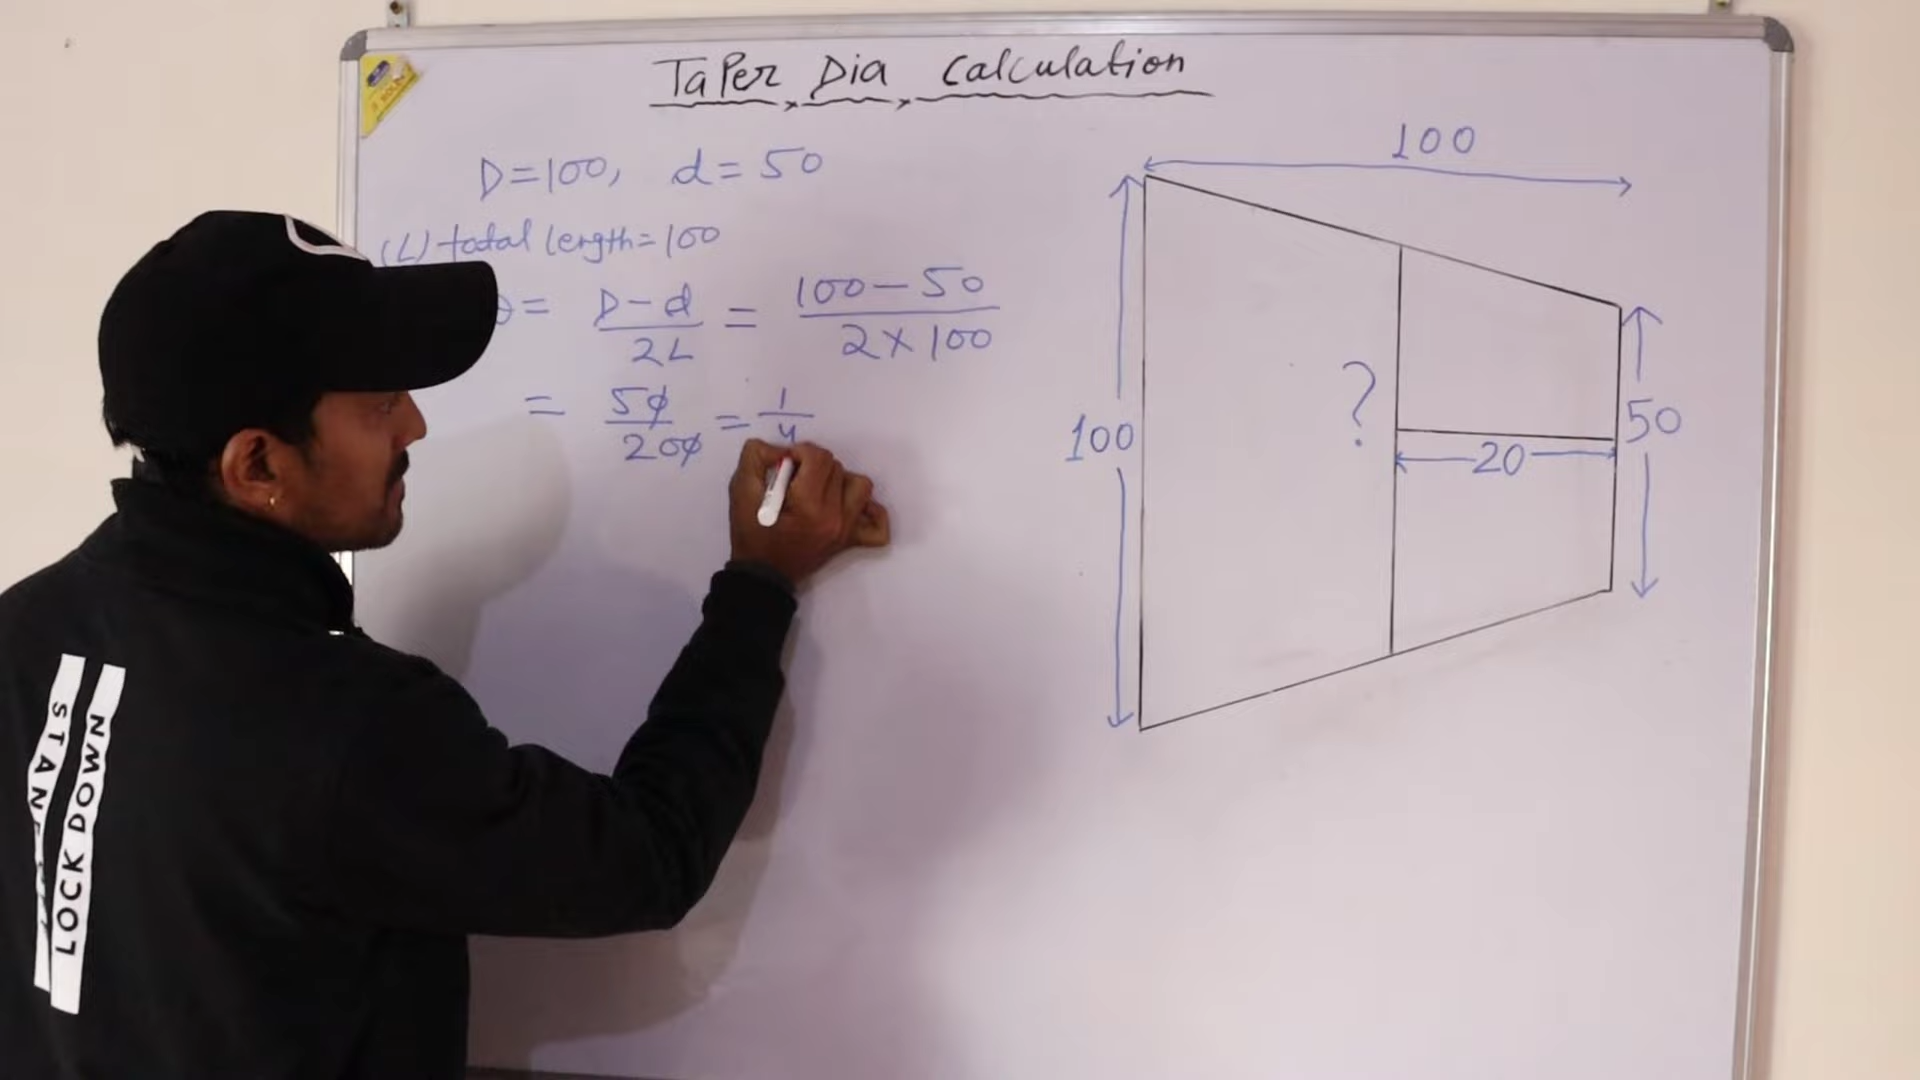 TaPer Dia Calculation
D=100, d=50
(L) total length=100
θ= D-d/2L = 100-50/2×100
= 50/200 = 1/4
100
100
?
20
50
LOCK DOWN